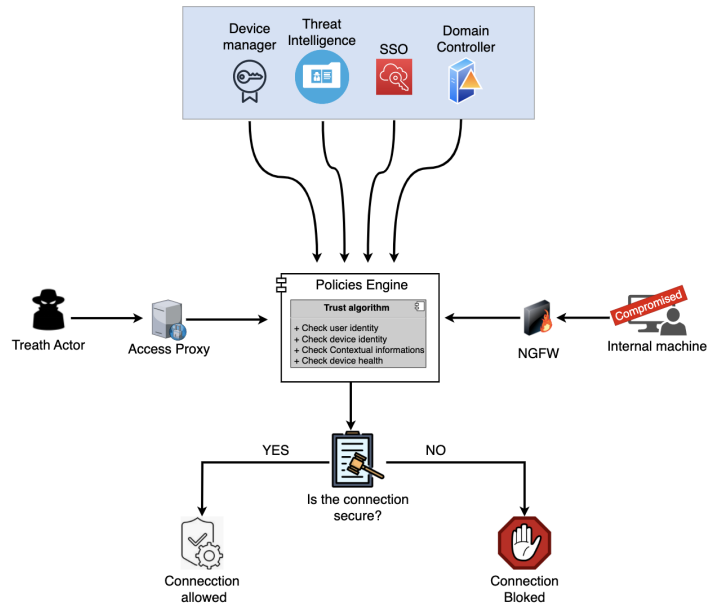 Device
manager
Threat
Intelligence
SSO
Domain
Controller
Policies Engine
Trust algorithm
+ Check user identity
+ Check device identity
+ Check Contextual informations
+ Check device health
Treath Actor
Access Proxy
NGFW
Compromised
Internal machine
YES
NO
Is the connection
secure?
Connecction
allowed
Connection
Bloked